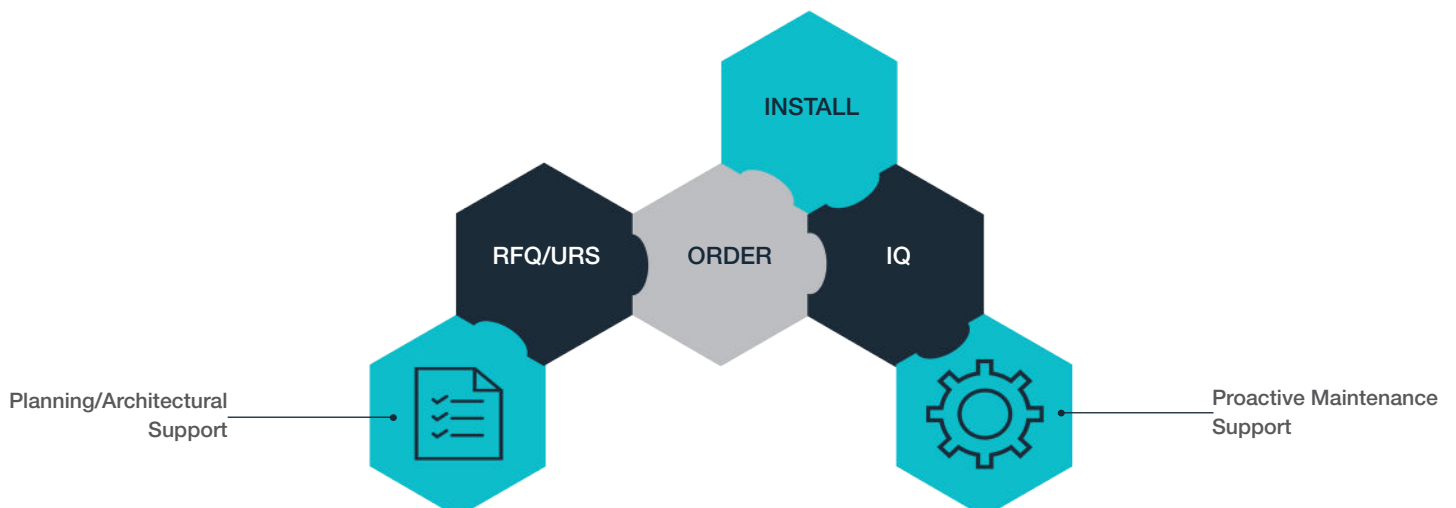 INSTALL
RFQ/URS
ORDER
IQ
Planning/Architectural
Support
Proactive Maintenance
Support